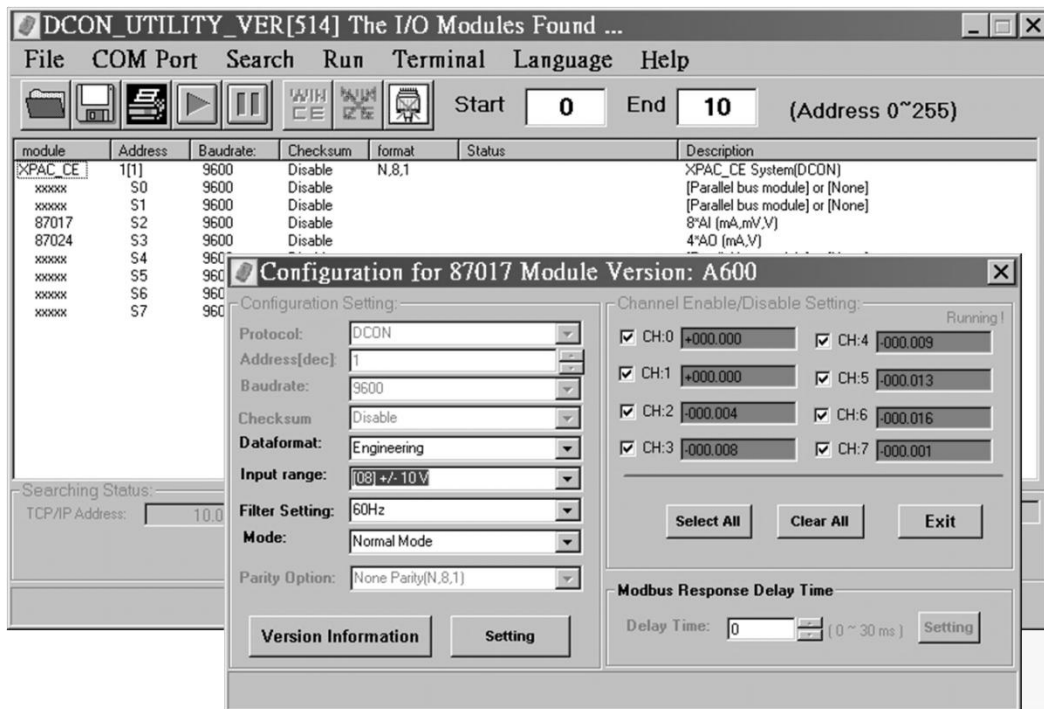 DCON_UTILITY_VER[514] The I/O Modules Found ...
File COM Port Search Run Terminal Language Help
Start 0 End 10 (Address 0~255)
module Address Baudrate: Checksum format Status Description
XPAC_CE 1[1] 9600 Disable N,8,1 XPAC_CE System(DCON)
xxxxx S0 9600 Disable [Parallel bus module] or [None]
xxxxx S1 9600 Disable [Parallel bus module] or [None]
87017 S2 9600 Disable 8*AI (mA,mV,V)
87024 S3 9600 Disable 4*AO (mA,V)
xxxxx S4
xxxxx S5
xxxxx S6
xxxxx S7
Searching Status:
TCP/IP Address: 10.0
Configuration for 87017 Module Version: A600
Configuration Setting:
Protocol: DCON
Address[dec]: 1
Baudrate: 9600
Checksum Disable
Dataformat: Engineering
Input range: [08] +/- 10 V
Filter Setting: 60Hz
Mode: Normal Mode
Parity Option: None Parity(N,8,1)
Version Information Setting
Channel Enable/Disable Setting:
Running !
CH:0 +000.000 CH:4 -000.009
CH:1 +000.000 CH:5 -000.013
CH:2 -000.004 CH:6 -000.016
CH:3 -000.008 CH:7 -000.001
Select All Clear All Exit
Modbus Response Delay Time
Delay Time: 0 ( 0 ~ 30 ms ) Setting